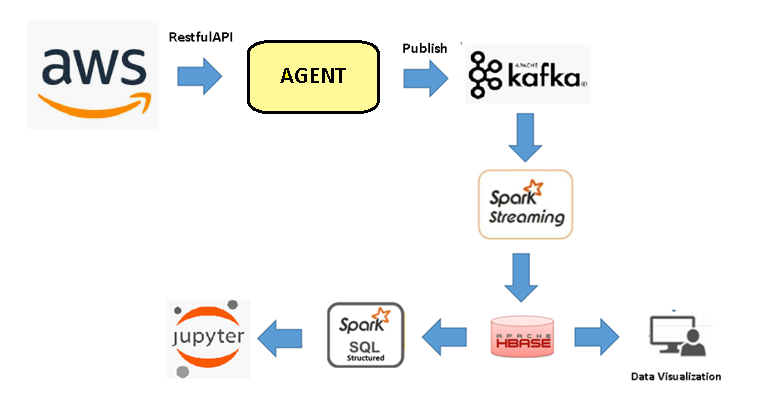 RestfulAPI
Publish
aws
AGENT
APACHE
kafka
Spark
Streaming
jupyter
Spark
SQL
Structured
APACHE
HBASE
Data Visualization